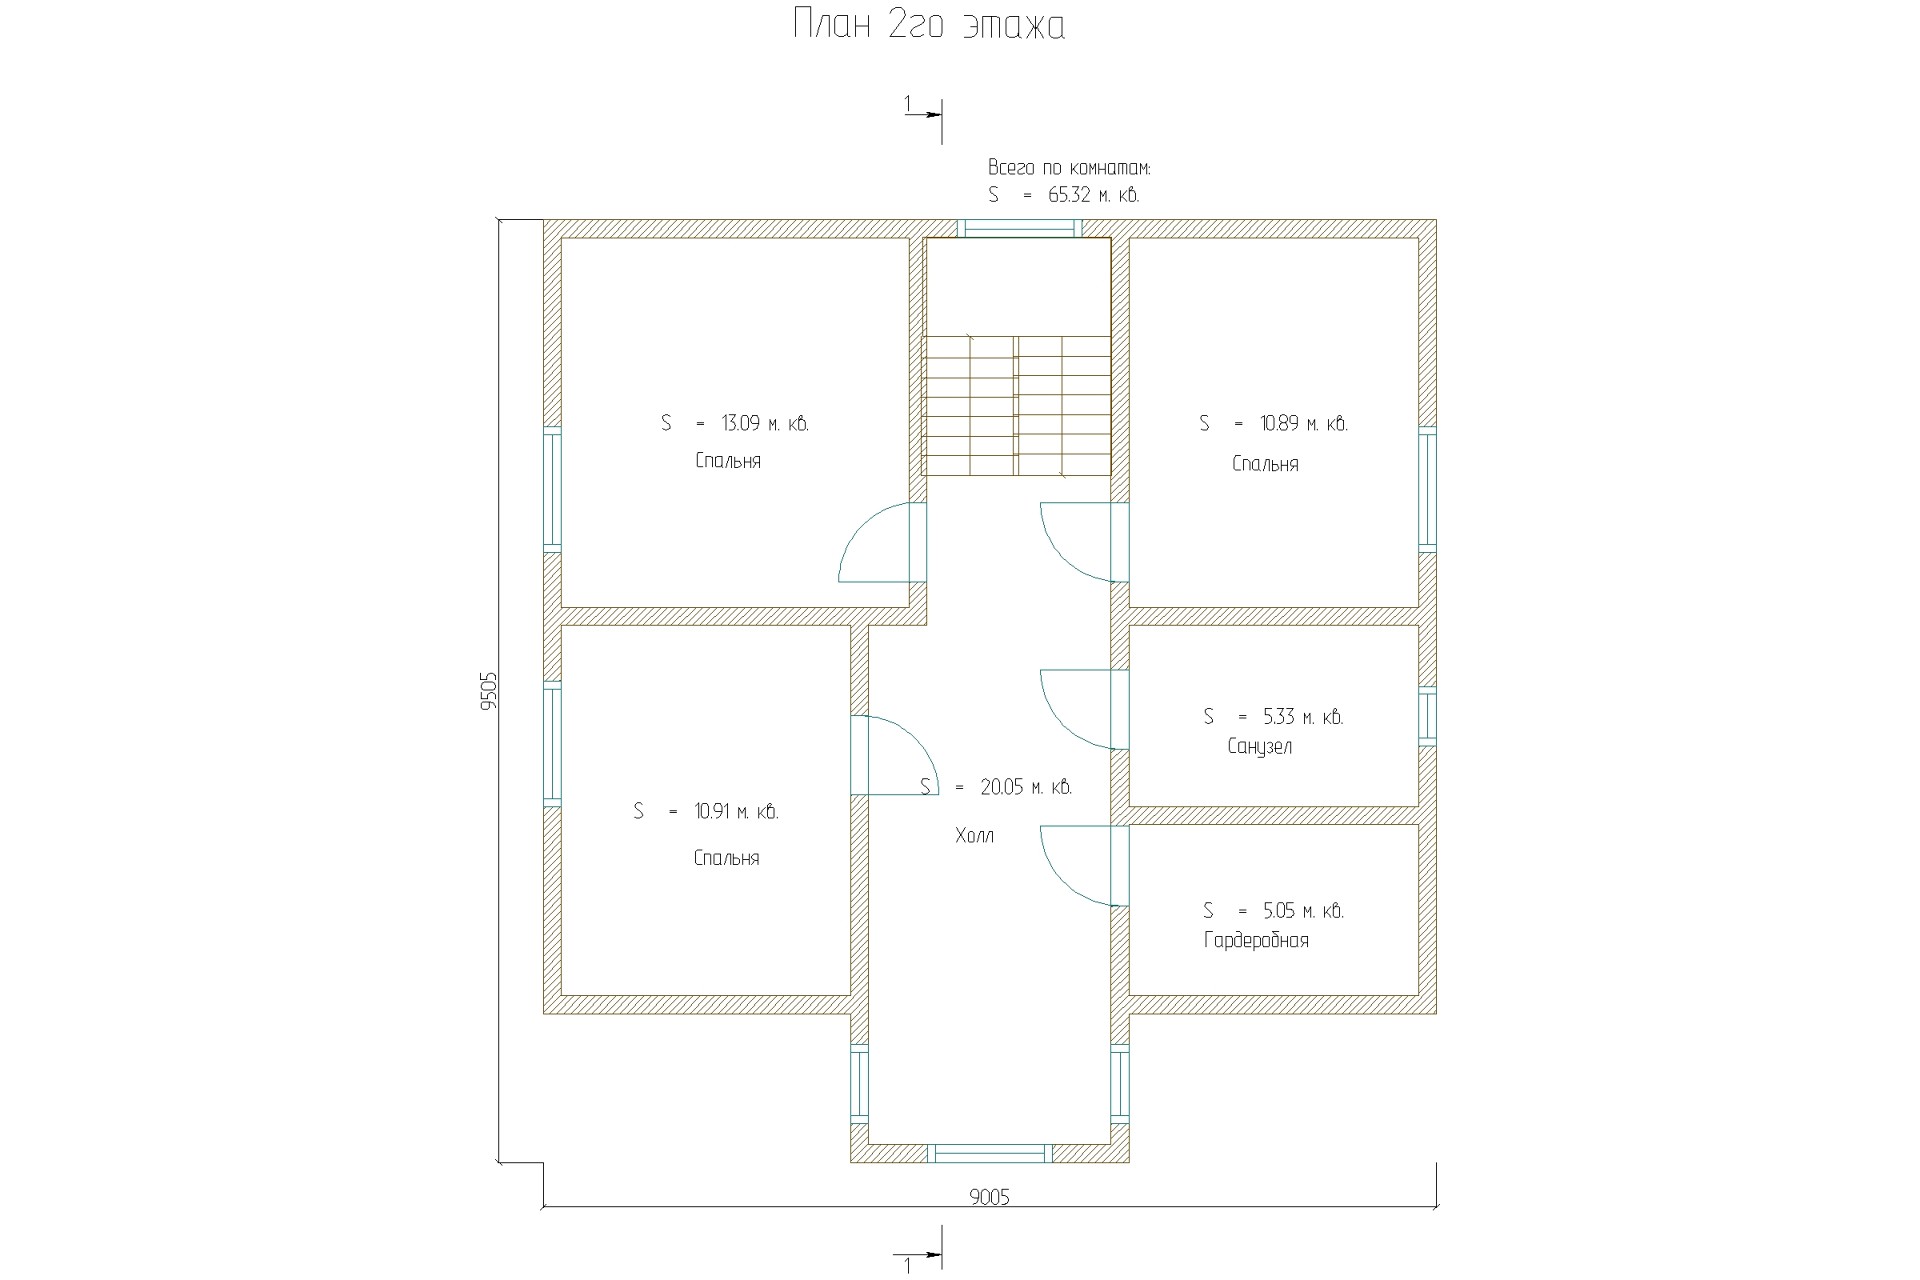 План 2го этажа
1
Всего по комнатам:
S = 65.32 м. кв.
S = 13.09 м. кв.
Спальня
S = 10.89 м. кв.
Спальня
9505
S = 5.33 м. кв.
Санузел
S = 20.05 м. кв.
Холл
S = 10.91 м. кв.
Спальня
S = 5.05 м. кв.
Гардеробная
9005
1